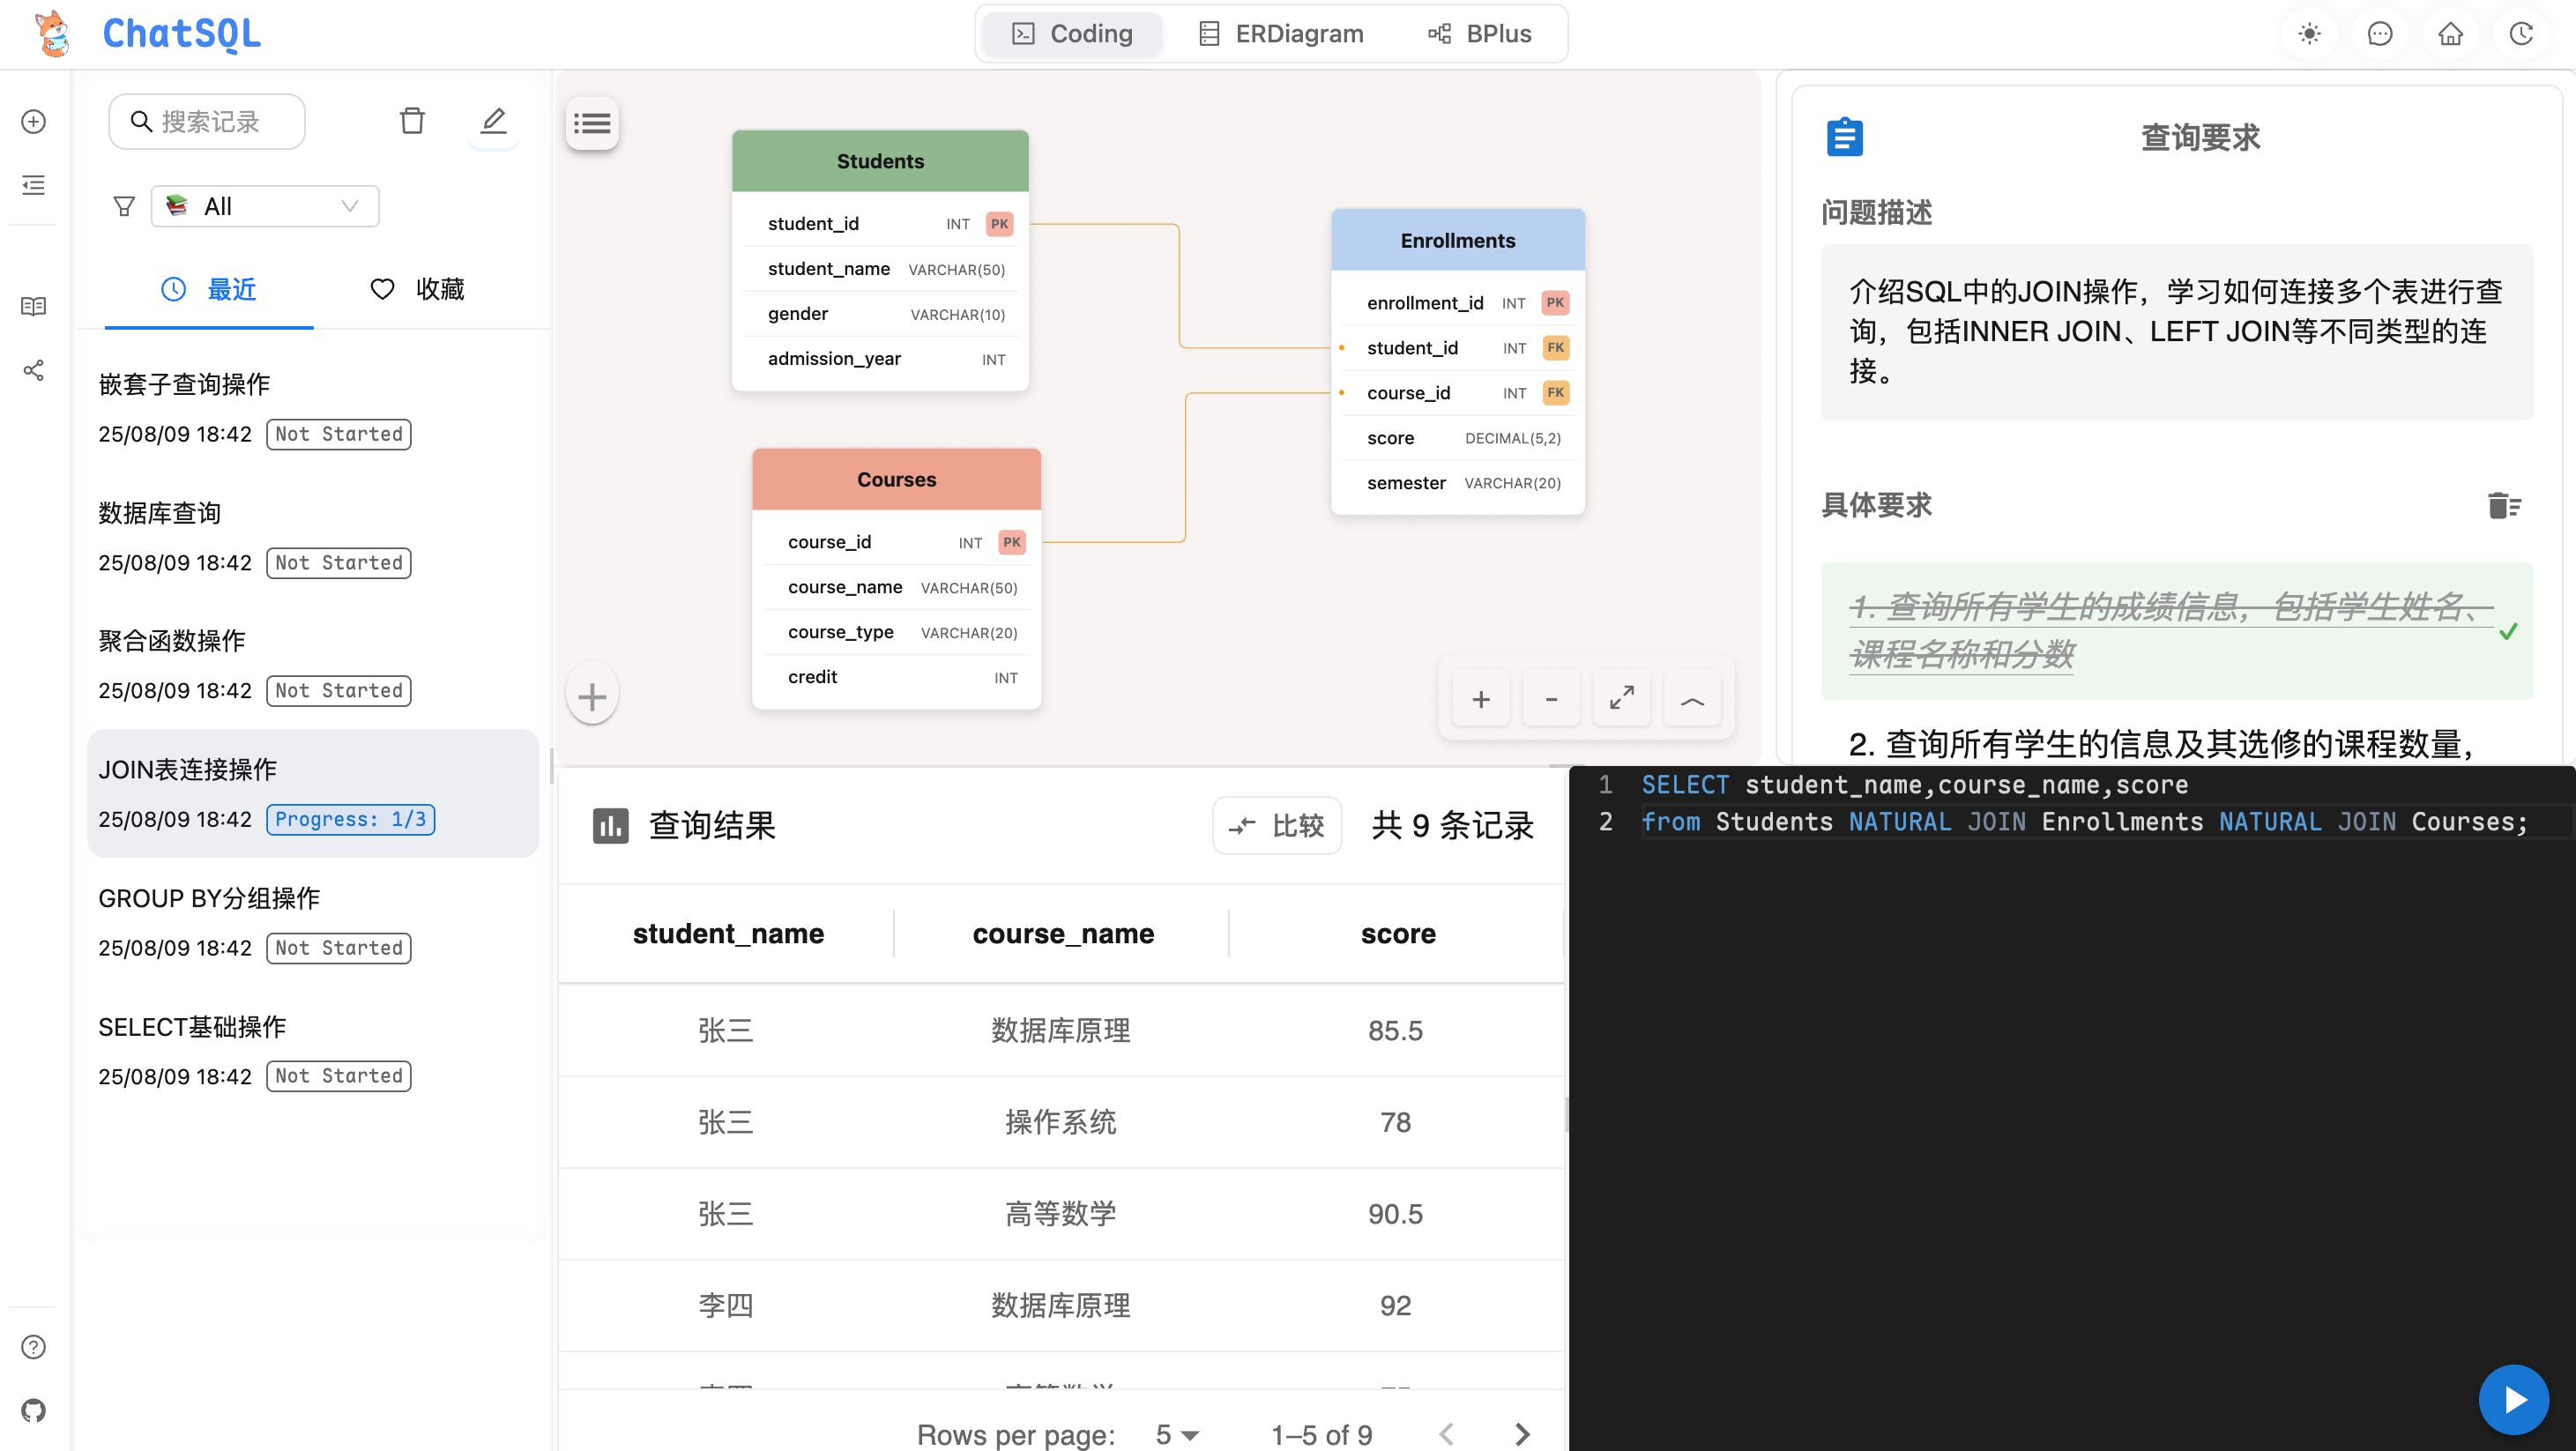 ChatSQL
Coding
ERDiagram
BPlus
搜索记录
All
最近
收藏
嵌套子查询操作
25/08/09 18:42 Not Started
数据库查询
25/08/09 18:42 Not Started
聚合函数操作
25/08/09 18:42 Not Started
JOIN表连接操作
25/08/09 18:42 Progress: 1/3
GROUP BY分组操作
25/08/09 18:42 Not Started
SELECT基础操作
25/08/09 18:42 Not Started
Students
student_id INT PK
student_name VARCHAR(50)
gender VARCHAR(10)
admission_year INT
Courses
course_id INT PK
course_name VARCHAR(50)
course_type VARCHAR(20)
credit INT
Enrollments
enrollment_id INT PK
student_id INT FK
course_id INT FK
score DECIMAL(5,2)
semester VARCHAR(20)
查询要求
问题描述
介绍SQL中的JOIN操作，学习如何连接多个表进行查
询，包括INNER JOIN、LEFT JOIN等不同类型的连
接。
具体要求
1. 查询所有学生的成绩信息，包括学生姓名、
课程名称和分数
2. 查询所有学生的信息及其选修的课程数量，
查询结果
比较
共 9 条记录
student_name course_name score
张三 数据库原理 85.5
张三 操作系统 78
张三 高等数学 90.5
李四 数据库原理 92
Rows per page: 5 1–5 of 9
1 SELECT student_name,course_name,score
2 from Students NATURAL JOIN Enrollments NATURAL JOIN Courses;